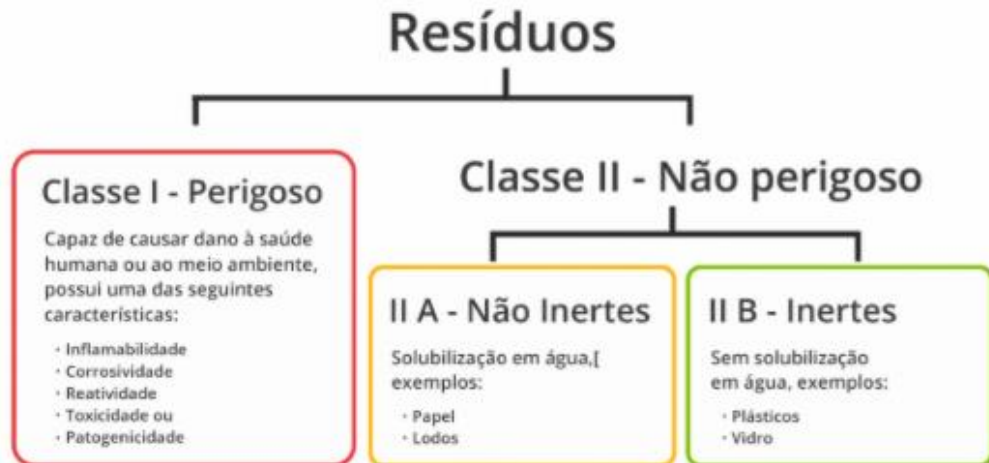 Resíduos
Classe I - Perigoso
Capaz de causar dano à saúde
humana ou ao meio ambiente,
possui uma das seguintes
características:
· Inflamabilidade
· Corrosividade
· Reatividade
· Toxicidade ou
· Patogenicidade
Classe II - Não perigoso
II A - Não Inertes
Solubilização em água,[
exemplos:
· Papel
· Lodos
II B - Inertes
Sem solubilização
em água, exemplos:
· Plásticos
· Vidro